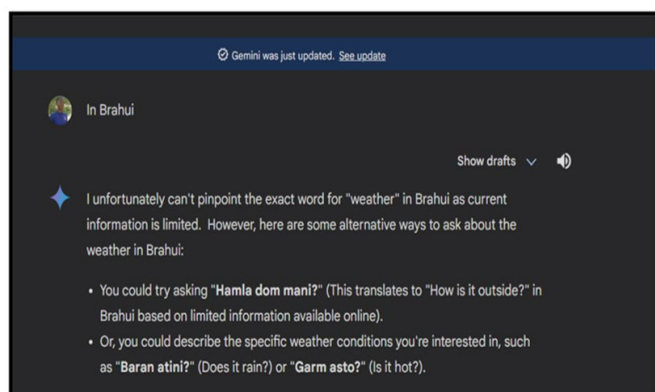 Gemini was just updated. See update
In Brahui
Show drafts
I unfortunately can't pinpoint the exact word for "weather" in Brahui as current
information is limited. However, here are some alternative ways to ask about the
weather in Brahui:
• You could try asking "Hamla dom mani?" (This translates to "How is it outside?" in
Brahui based on limited information available online).
• Or, you could describe the specific weather conditions you're interested in, such
as "Baran atini?" (Does it rain?) or "Garm asto?" (Is it hot?).